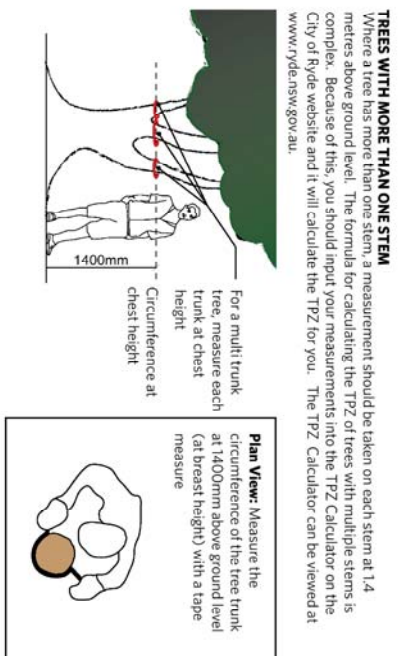 TREES WITH MORE THAN ONE STEM
Where a tree has more than one stem, a measurement should be taken on each stem at 1.4
metres above ground level. The formula for calculating the TPZ of trees with multiple stems is
complex. Because of this, you should input your measurements into the TPZ Calculator on the
City of Ryde website and it will calculate the TPZ for you. The TPZ Calculator can be viewed at
www.ryde.nsw.gov.au.
1400mm
For a multi trunk
tree, measure each
trunk at chest
height
Circumference at
chest height
Plan View: Measure the
circumference of the tree trunk
at 1400mm above ground level
(at breast height) with a tape
measure